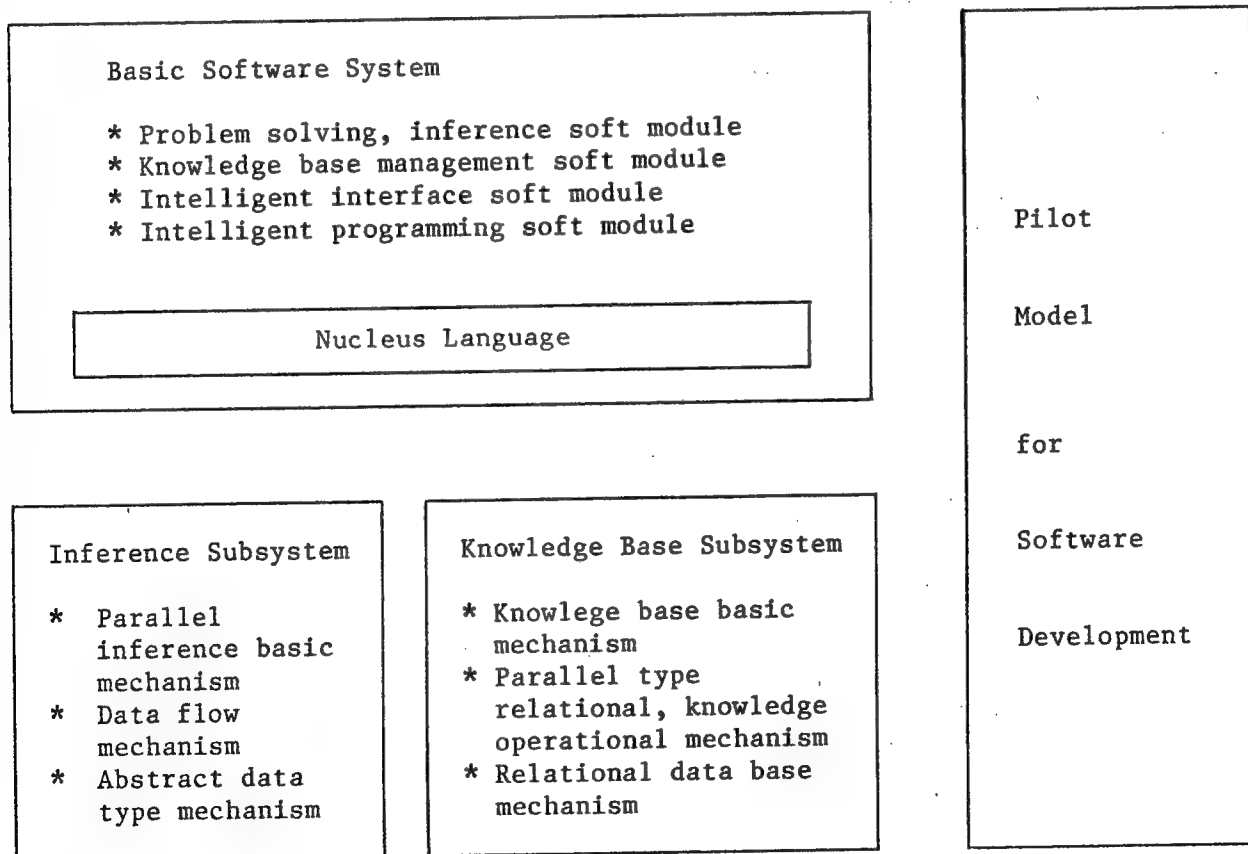 Basic Software System
* Problem solving, inference soft module
* Knowledge base management soft module
* Intelligent interface soft module
* Intelligent programming soft module
Nucleus Language
Inference Subsystem
* Parallel
inference basic
mechanism
* Data flow
mechanism
* Abstract data
type mechanism
Knowledge Base Subsystem
* Knowlege base basic
mechanism
* Parallel type
relational, knowledge
operational mechanism
* Relational data base
mechanism
Pilot
Model
for
Software
Development